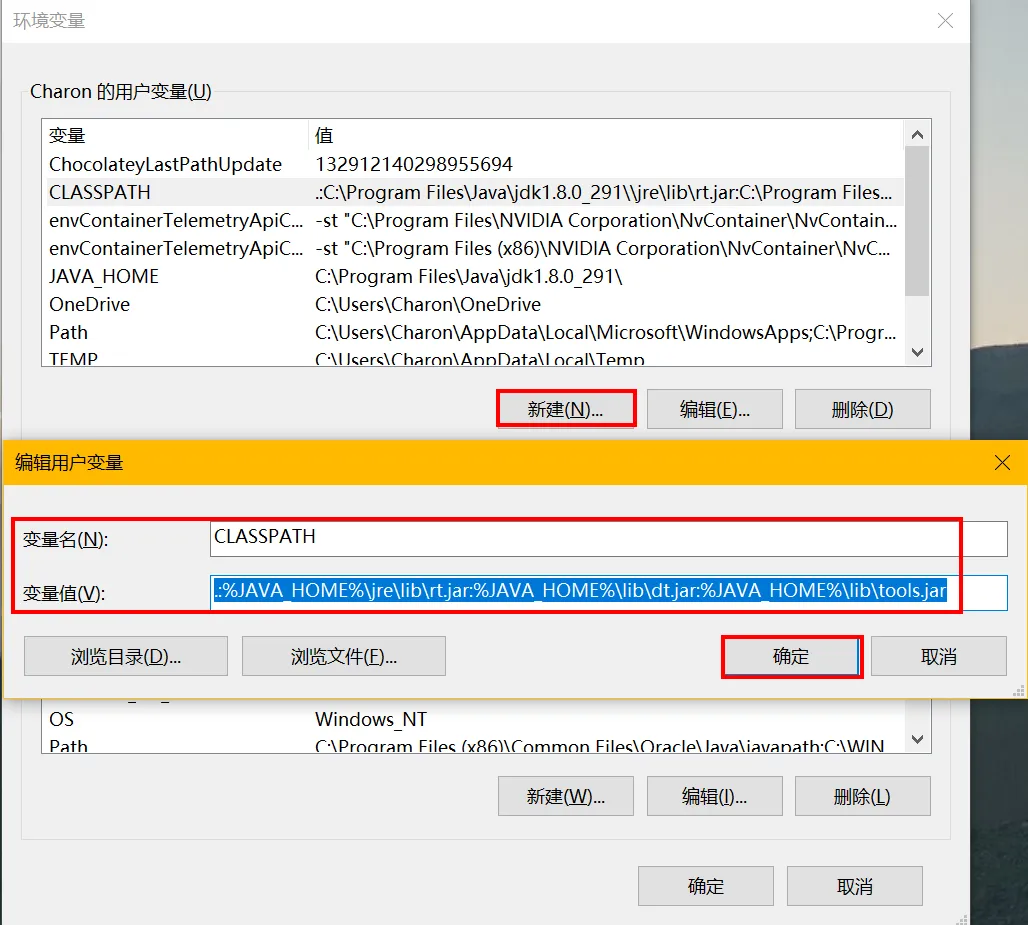 环境变量
Charon 的用户变量(U)
变量 值
ChocolateyLastPathUpdate 132912140298955694
CLASSPATH .:C:\Program Files\Java\jdk1.8.0_291\\jre\lib\rt.jar:C:\Program Files...
envContainerTelemetryApiC... -st "C:\Program Files\NVIDIA Corporation\NvContainer\NvContain...
envContainerTelemetryApiC... -st "C:\Program Files (x86)\NVIDIA Corporation\NvContainer\NvC...
JAVA_HOME C:\Program Files\Java\jdk1.8.0_291\
OneDrive C:\Users\Charon\OneDrive
Path C:\Users\Charon\AppData\Local\Microsoft\WindowsApps;C:\Progr...
TEMP C:\Users\Charon\AppData\Local\Temp
新建(N)... 编辑(E)... 删除(D)
编辑用户变量
变量名(N): CLASSPATH
变量值(V): .:%JAVA_HOME%\jre\lib\rt.jar:%JAVA_HOME%\lib\dt.jar:%JAVA_HOME%\lib\tools.jar
浏览目录(D)... 浏览文件(F)... 确定 取消
OS Windows_NT
Path C:\Program Files (x86)\Common Files\Oracle\Java\javapath;C:\WIN
新建(W)... 编辑(I)... 删除(L)
确定 取消